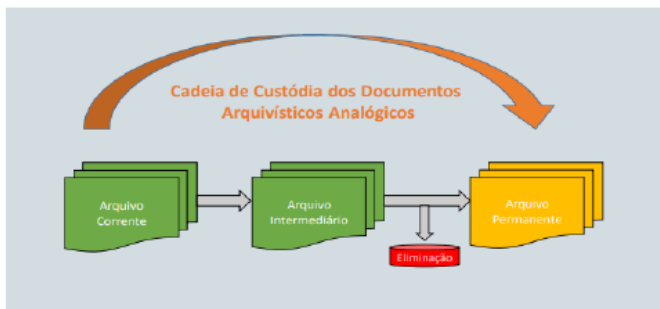 Cadeia de Custódia dos Documentos
Arquivísticos Analógicos
Arquivo
Corrente
Arquivo
Intermediário
Arquivo
Permanente
Eliminação